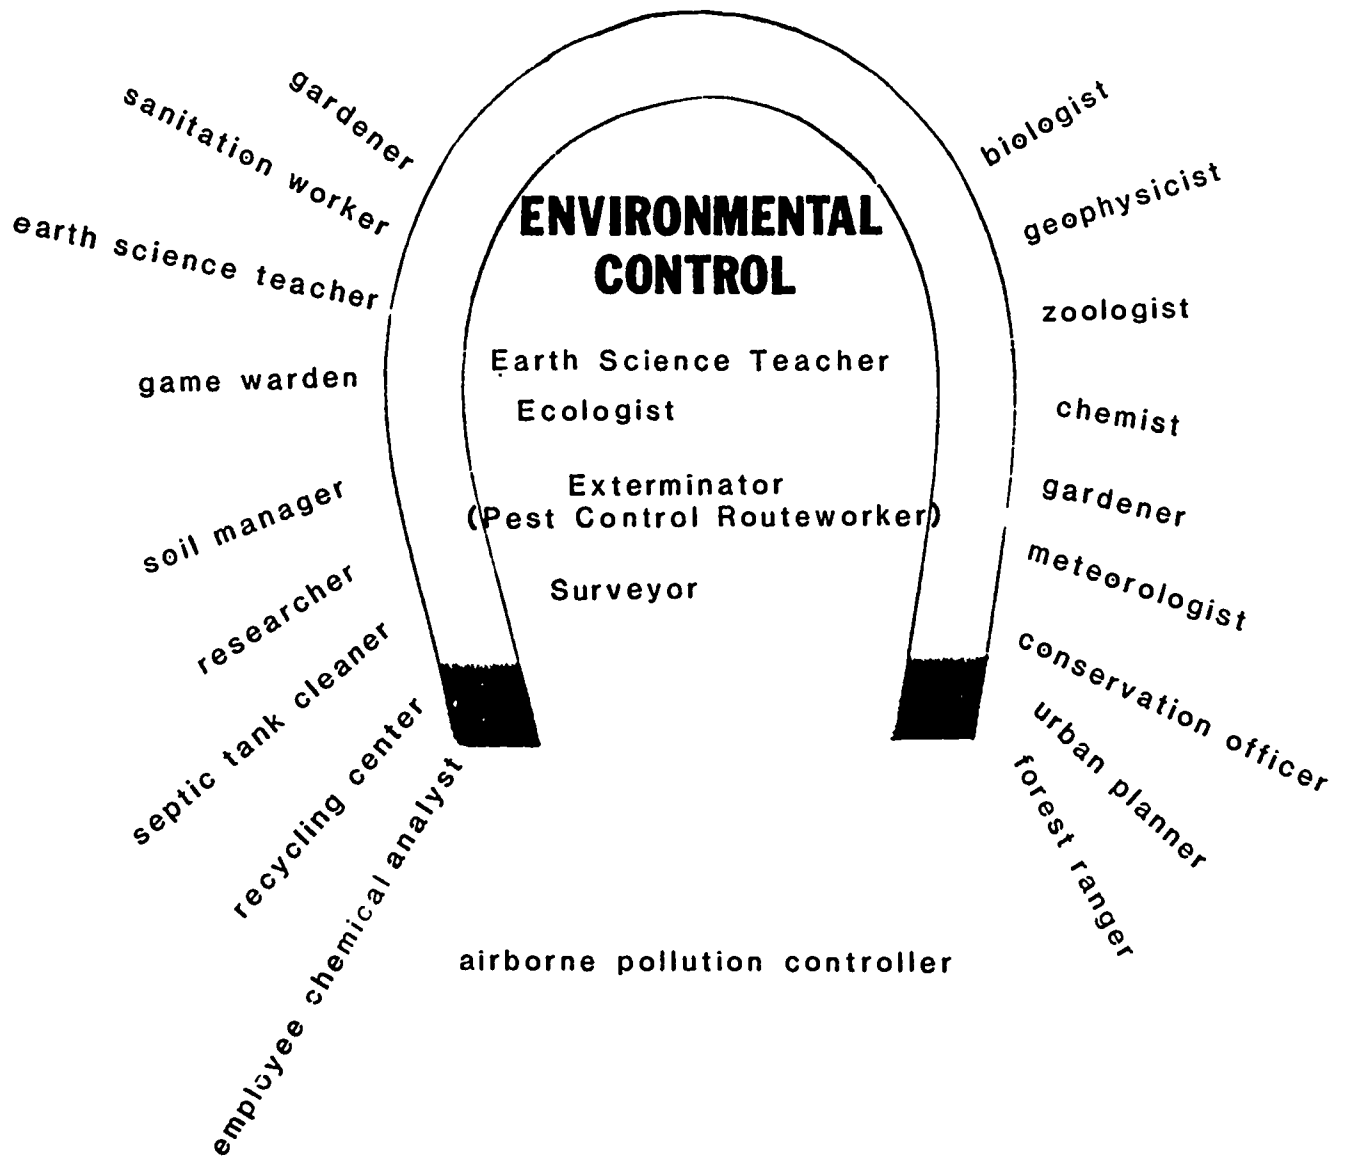 ENVIRONMENTAL
CONTROL
Earth Science Teacher
Ecologist
Exterminator
(Pest Control Routeworker)
Surveyor
gardener
sanitation worker
earth science teacher
game warden
soil manager
researcher
septic tank cleaner
recycling center
employee chemical analyst
airborne pollution controller
biologist
geophysicist
zoologist
chemist
gardener
meteorologist
conservation officer
urban planner
forest ranger